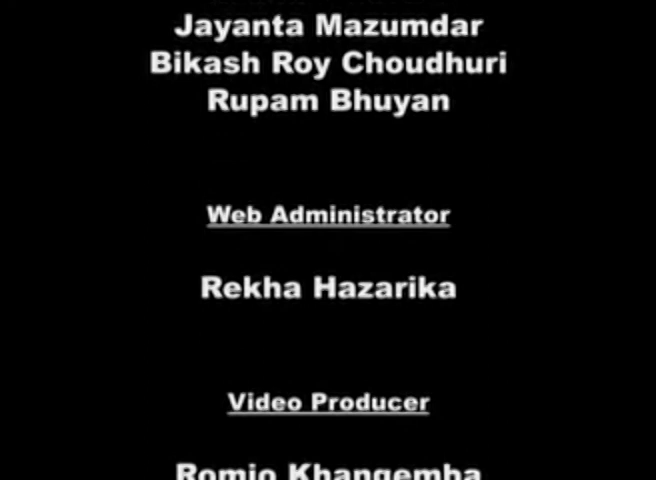 Jayanta Mazumdar
Bikash Roy Choudhuri
Rupam Bhuyan
Web Administrator
Rekha Hazarika
Video Producer
Romio Khangemba